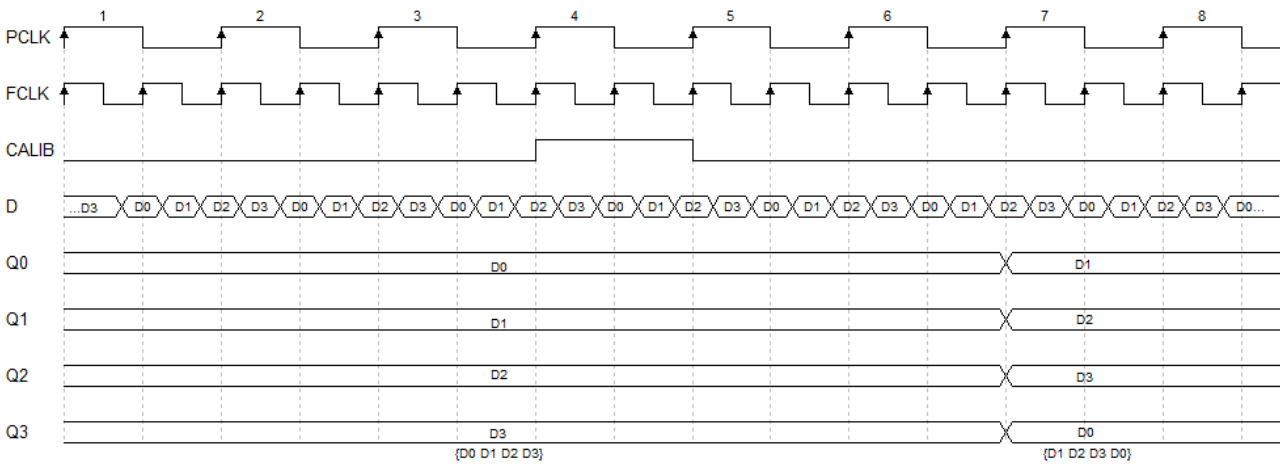 1 2 3 4 5 6 7 8
PCLK
FCLK
CALIB
D ...D3 D0 D1 D2 D3 D0 D1 D2 D3 D0 D1 D2 D3 D0 D1 D2 D3 D0 D1 D2 D3 D0 D1 D2 D3 D0 D1 D2 D3 D0...
Q0 D0 D1
Q1 D1 D2
Q2 D2 D3
Q3 D3 D0
{D0 D1 D2 D3} {D1 D2 D3 D0}